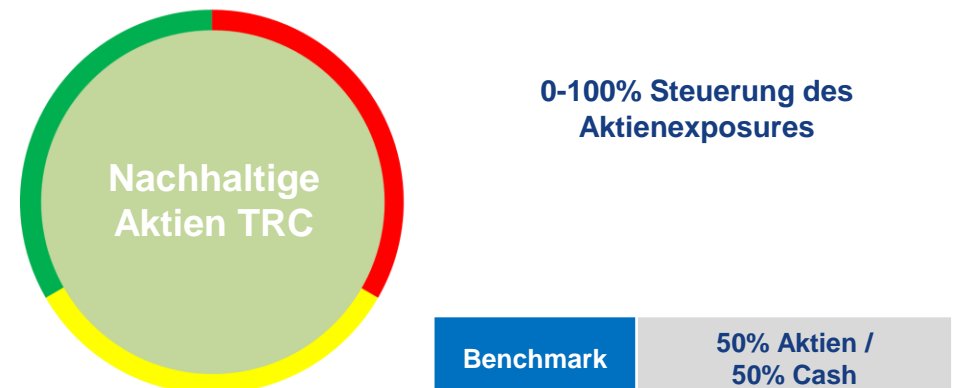 0-100% Steuerung des
Aktienexposures
Nachhaltige
Aktien TRC
Benchmark
50% Aktien /
50% Cash